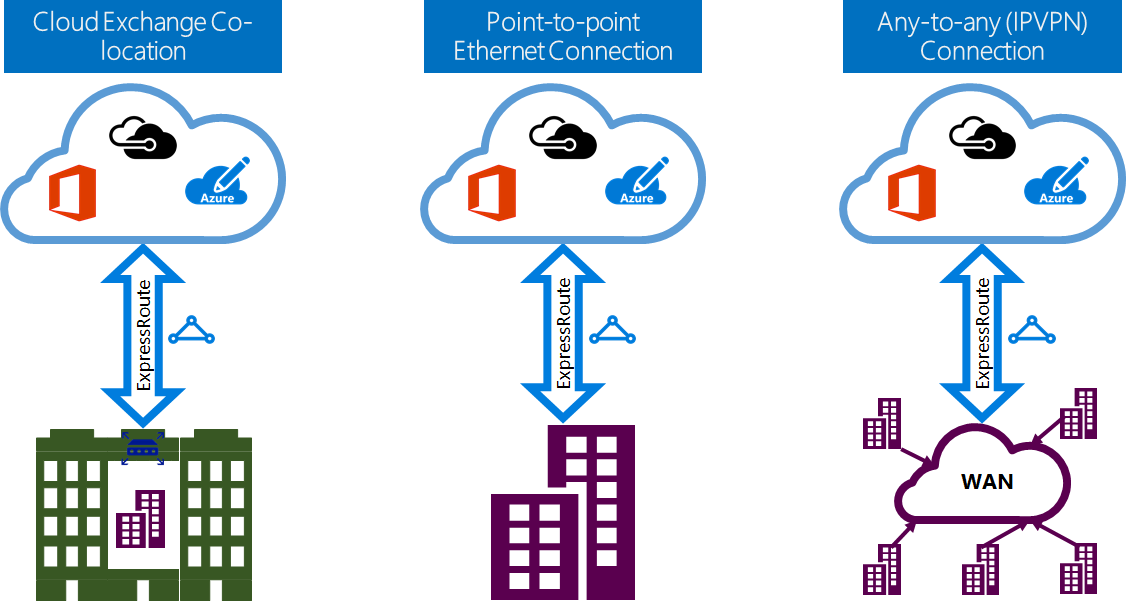 Cloud Exchange Co-
location
Point-to-point
Ethernet Connection
Any-to-any (IPVPN)
Connection
Azure
Azure
Azure
ExpressRoute
ExpressRoute
ExpressRoute
WAN